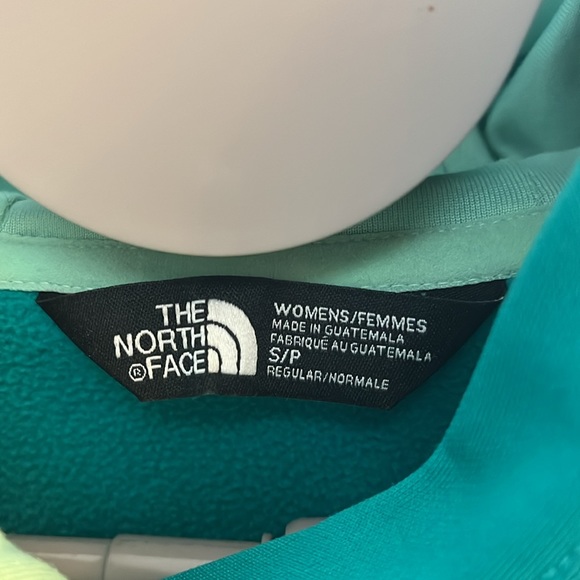 THE
NORTH
®FACE
WOMENS/FEMMES
MADE IN GUATEMALA
FABRIQUÉ AU GUATEMALA
S/P
REGULAR/NORMALE